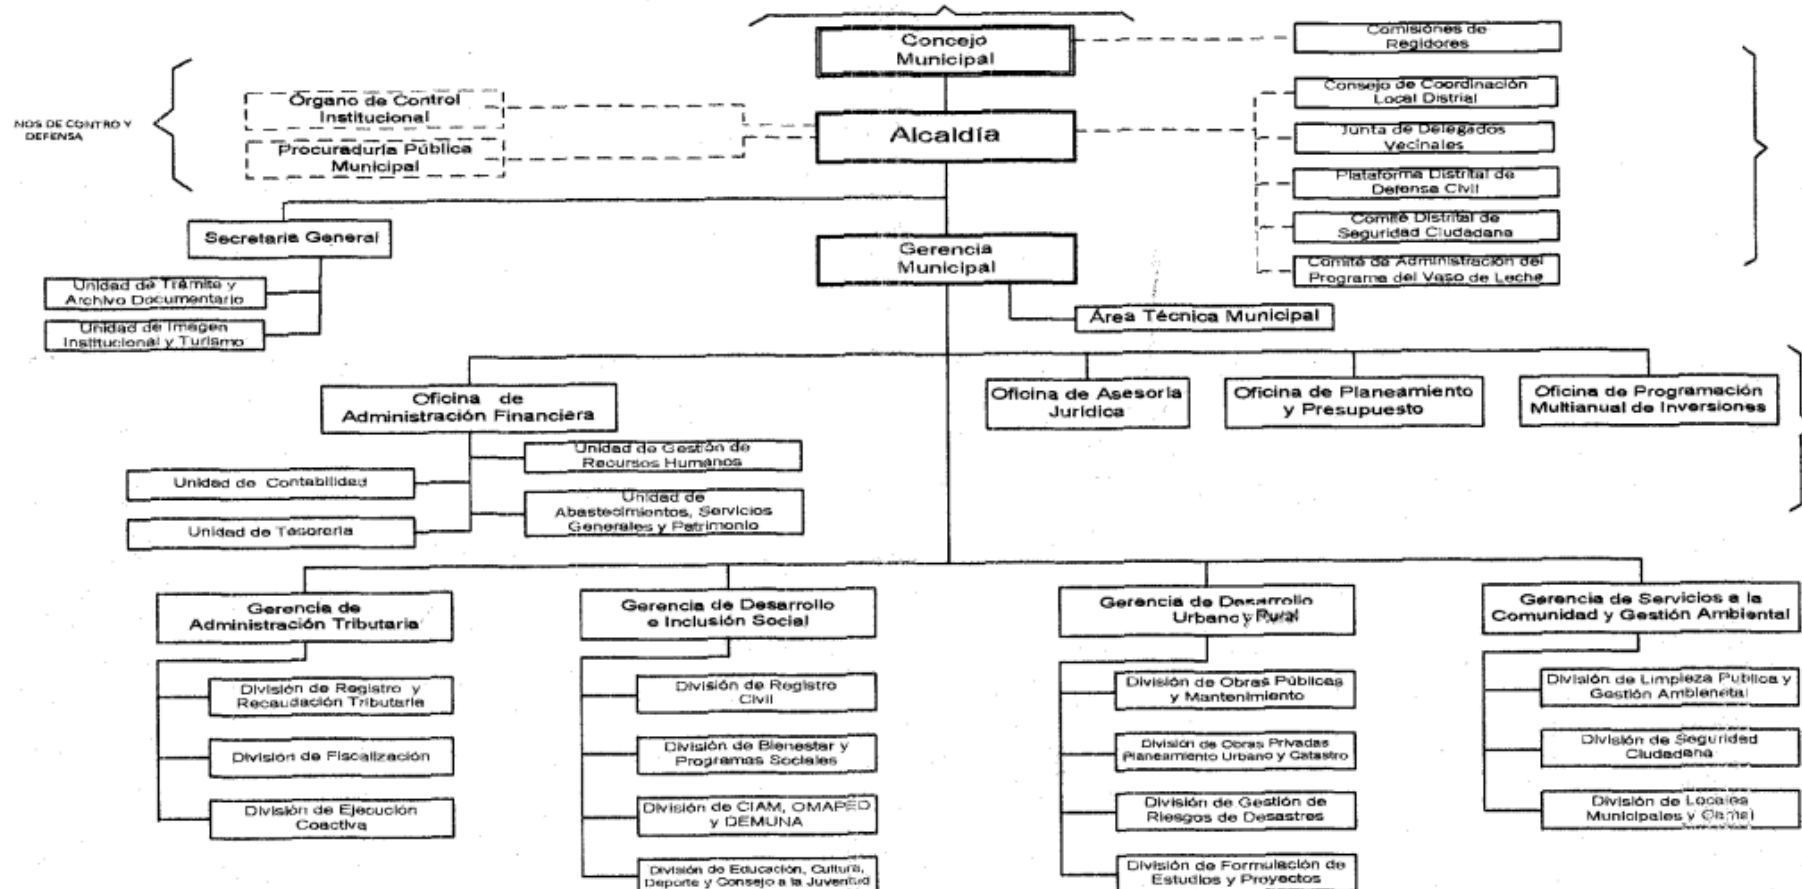 Concejo
Municipal
Comisiones de
Regidores
NOS DE CONTRO Y
DEFENSA
Órgano de Control
Institucional
Procuraduría Pública
Municipal
Alcaldía
Consejo de Coordinación
Local Distrial
Junta de Delegados
Vecinales
Plataforma Distrital de
Defensa Civil
Comité Distrital de
Seguridad Ciudadana
Comité de Administración del
Programa del Vaso de Leche
Secretaria General
Unidad de Trámite y
Archivo Documentario
Unidad de Imagen
Institucional y Turismo
Gerencia
Municipal
Área Técnica Municipal
Oficina de
Administración Financiera
Oficina de Asesoría
Jurídica
Oficina de Planeamiento
y Presupuesto
Oficina de Programación
Multianual de Inversiones
Unidad de Gestión de
Recursos Humanos
Unidad de Contabilidad
Unidad de
Abastecimientos, Servicios
Generales y Patrimonio
Unidad de Tesorería
Gerencia de
Administración Tributaria
Gerencia de Desarrollo
e Inclusión Social
Gerencia de Desarrollo
Urbano y Rural
Gerencia de Servicios a la
Comunidad y Gestión Ambiental
División de Registro y
Recaudación Tributaria
División de Fiscalización
División de Ejecución
Coactiva
División de Registro
Civil
División de Bienestar y
Programas Sociales
División de CIAM, OMAPED
y DEMUNA
División de Educación, Cultura,
Deporte y Consejo a la Juventud
División de Obras Públicas
y Mantenimiento
División de Obras Privadas
Planeamiento Urbano y Catastro
División de Gestión de
Riesgos de Desastres
División de Formulación de
Estudios y Proyectos
División de Limpieza Publica y
Gestión Ambienetal
División de Seguridad
Ciudadana
División de Locales
Municipales y Camal